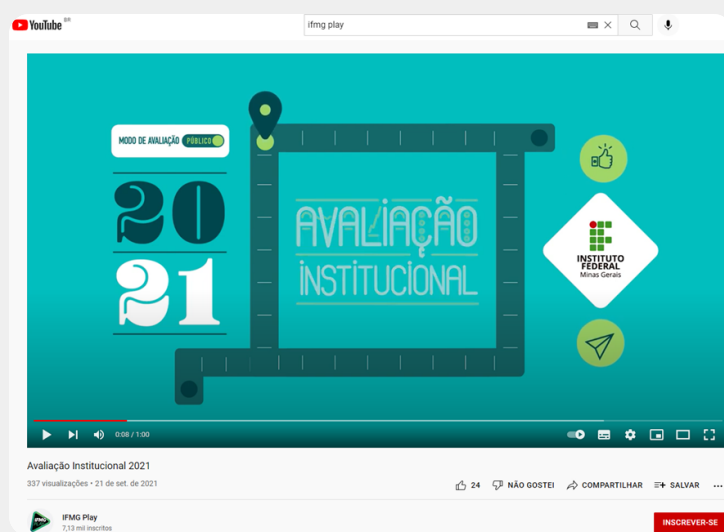 YouTube BR
ifmg play
MODO DE AVALIAÇÃO PÚBLICO
20
21
AVALIAÇÃO
INSTITUCIONAL
INSTITUTO
FEDERAL
Minas Gerais
0:08 / 1:00
Avaliação Institucional 2021
337 visualizações • 21 de set. de 2021
24 NÃO GOSTEI COMPARTILHAR SALVAR ...
IFMG
IFMG Play
7,13 mil inscritos
INSCREVER-SE